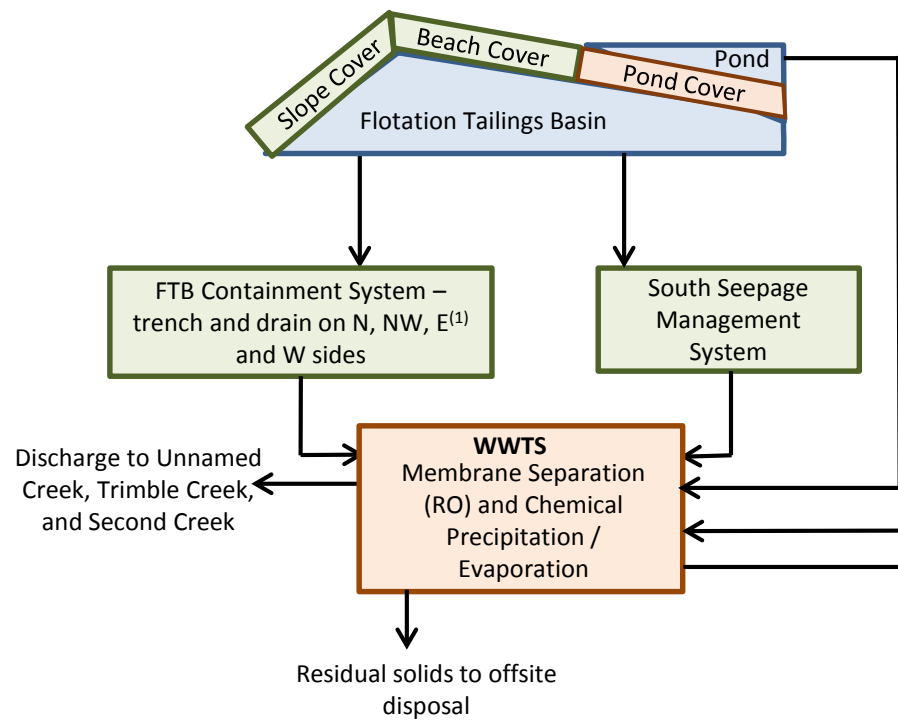 Slope Cover
Beach Cover
Pond Cover
Pond
Flotation Tailings Basin
FTB Containment System –
trench and drain on N, NW, E(1)
and W sides
South Seepage
Management
System
WWTS
Membrane Separation
(RO) and Chemical
Precipitation /
Evaporation
Discharge to Unnamed
Creek, Trimble Creek,
and Second Creek
Residual solids to offsite
disposal